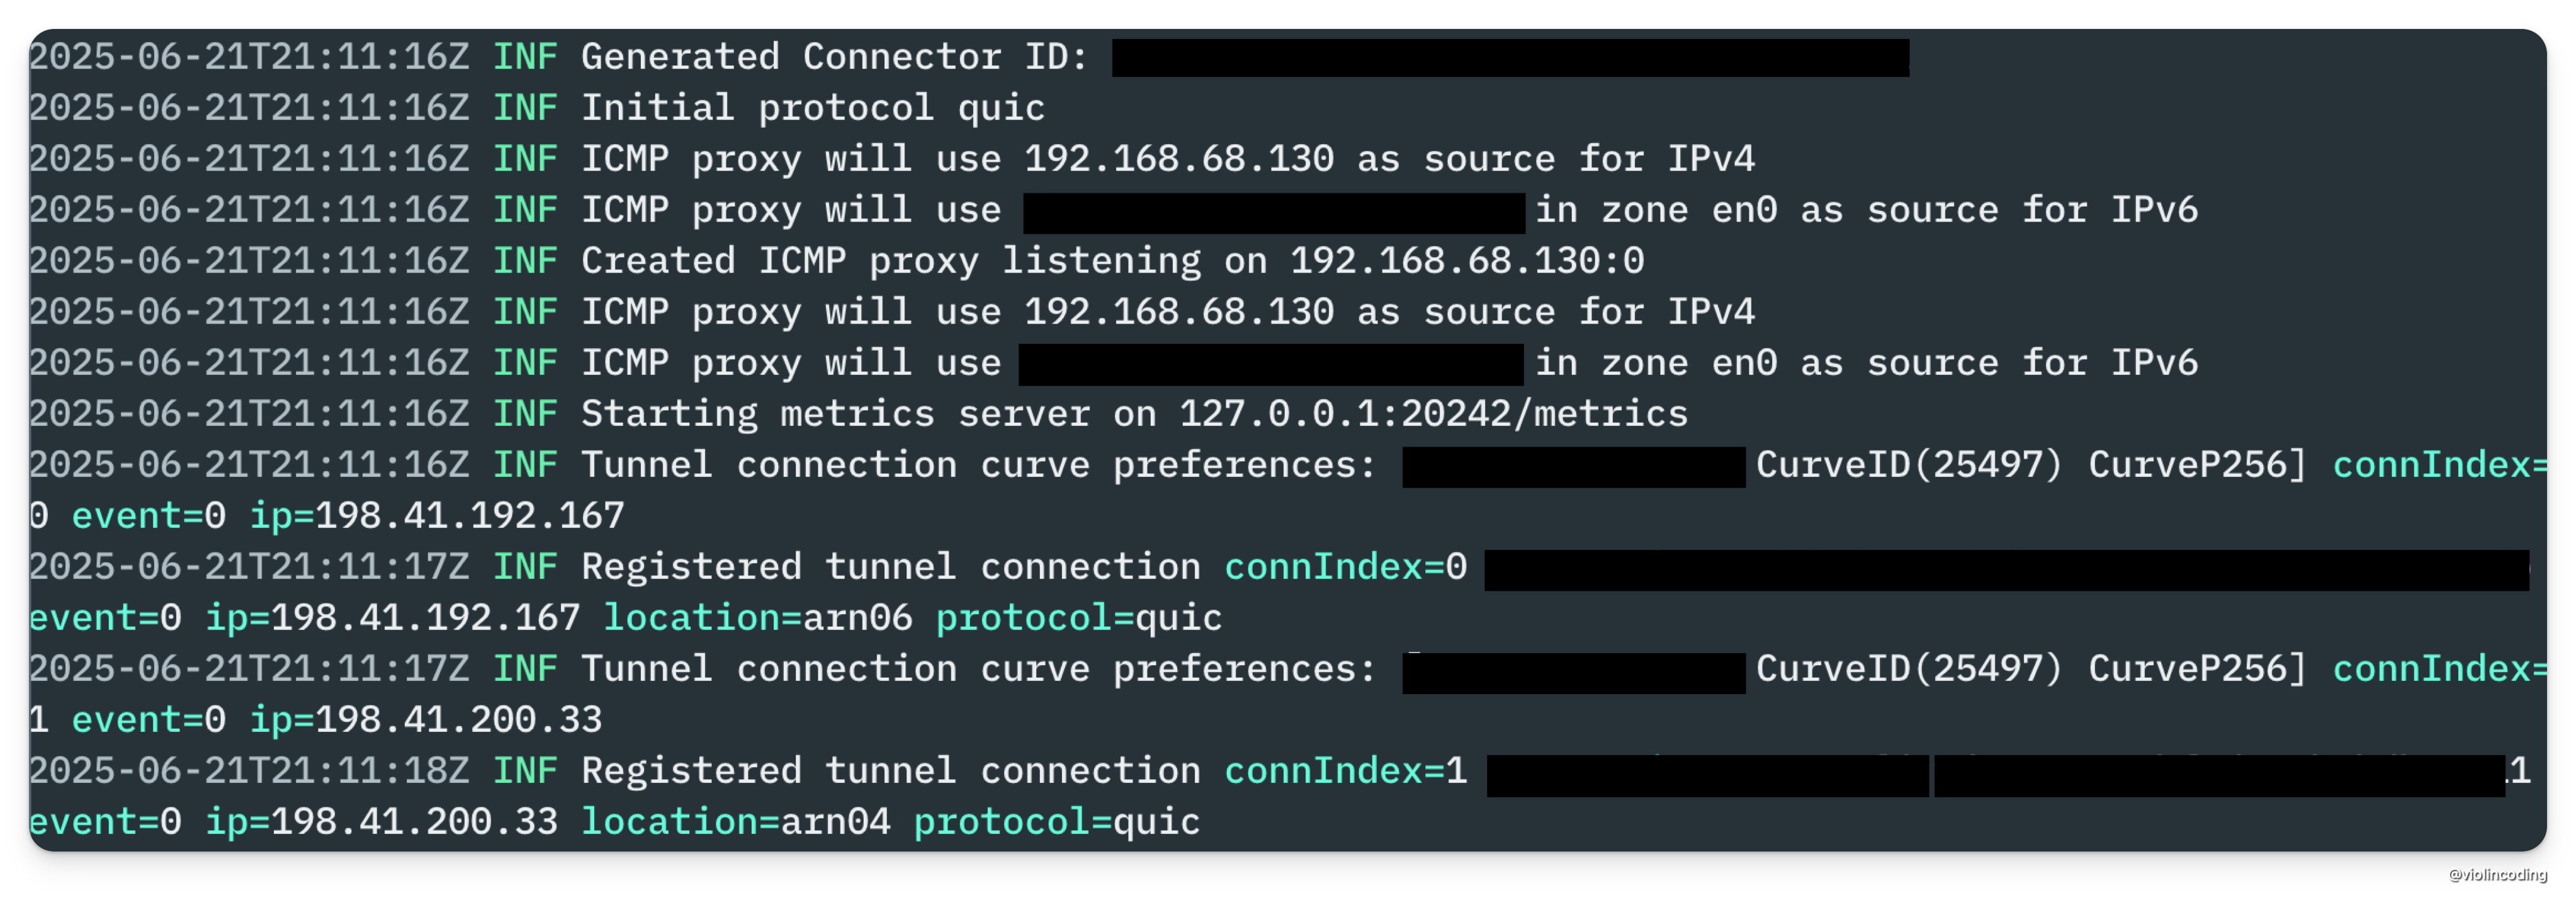 2025-06-21T21:11:16Z INF Generated Connector ID:
2025-06-21T21:11:16Z INF Initial protocol quic
2025-06-21T21:11:16Z INF ICMP proxy will use 192.168.68.130 as source for IPv4
2025-06-21T21:11:16Z INF ICMP proxy will use in zone en0 as source for IPv6
2025-06-21T21:11:16Z INF Created ICMP proxy listening on 192.168.68.130:0
2025-06-21T21:11:16Z INF ICMP proxy will use 192.168.68.130 as source for IPv4
2025-06-21T21:11:16Z INF ICMP proxy will use in zone en0 as source for IPv6
2025-06-21T21:11:16Z INF Starting metrics server on 127.0.0.1:20242/metrics
2025-06-21T21:11:16Z INF Tunnel connection curve preferences: CurveID(25497) CurveP256] connIndex=
0 event=0 ip=198.41.192.167
2025-06-21T21:11:17Z INF Registered tunnel connection connIndex=0
event=0 ip=198.41.192.167 location=arn06 protocol=quic
2025-06-21T21:11:17Z INF Tunnel connection curve preferences: CurveID(25497) CurveP256] connIndex=
1 event=0 ip=198.41.200.33
2025-06-21T21:11:18Z INF Registered tunnel connection connIndex=1
event=0 ip=198.41.200.33 location=arn04 protocol=quic
@violincoding